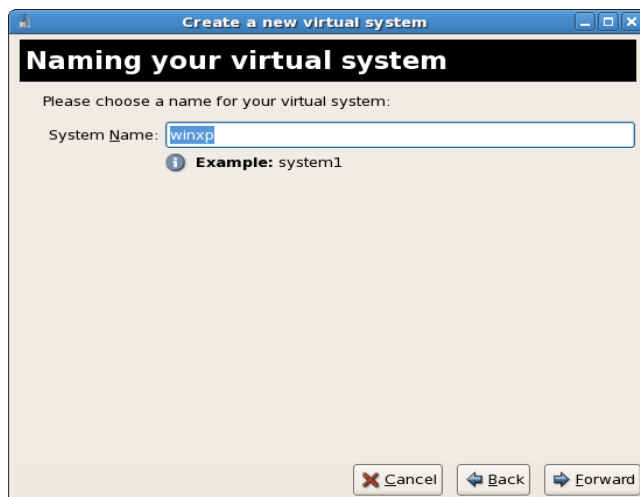 Create a new virtual system
Naming your virtual system
Please choose a name for your virtual system:
System Name: winxp
Example: system1
Cancel Back Forward